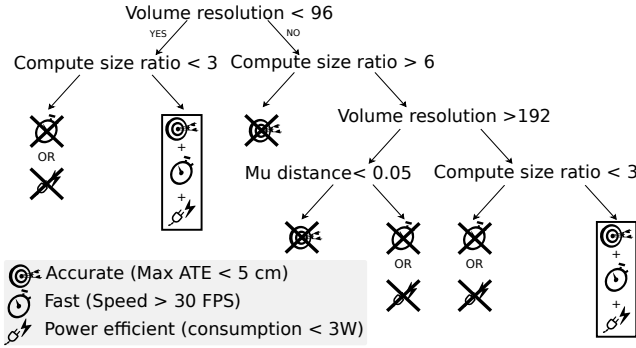 Volume resolution < 96
YES
NO
Compute size ratio < 3
Compute size ratio > 6
Volume resolution >192
OR
+
+
Mu distance< 0.05
Compute size ratio < 3
OR
OR
+
+
Accurate (Max ATE < 5 cm)
Fast (Speed > 30 FPS)
Power efficient (consumption < 3W)